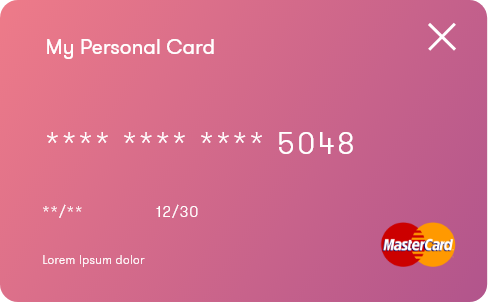 My Personal Card
**** **** **** 5048
**/** 12/30
MasterCard
Lorem Ipsum dolor